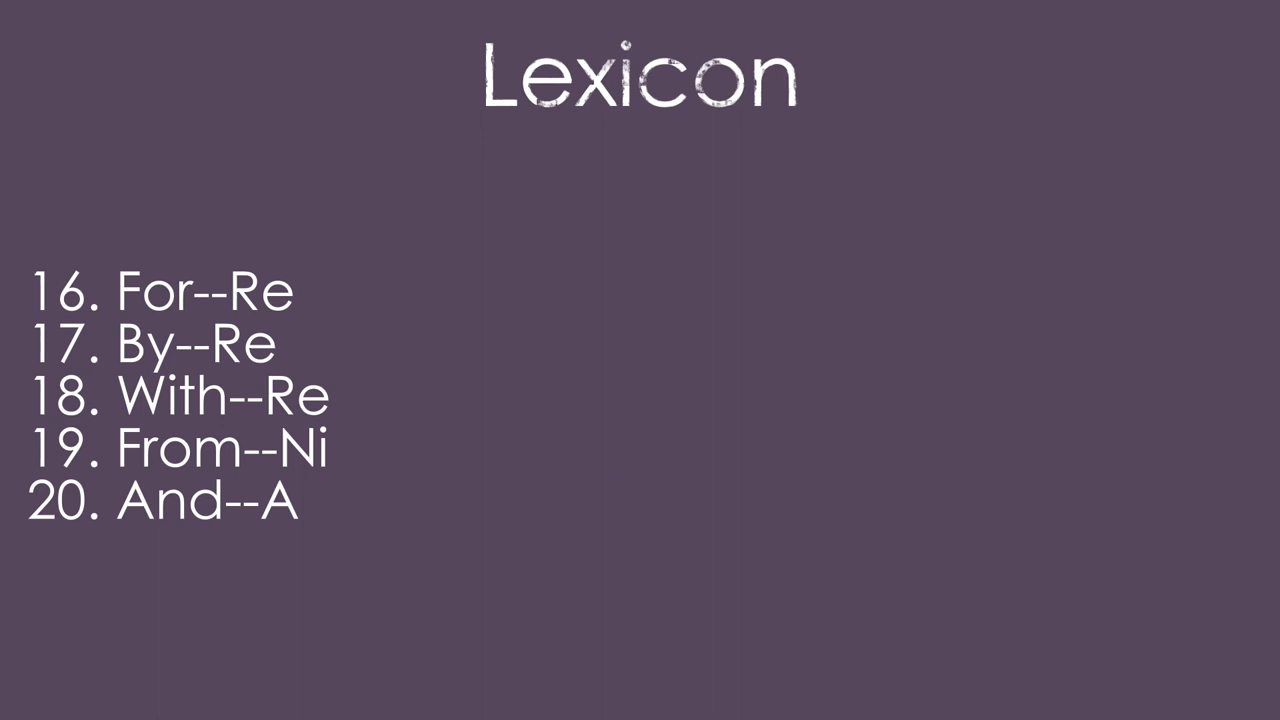 Lexicon
16. For--Re
17. By--Re
18. With--Re
19. From--Ni
20. And--A